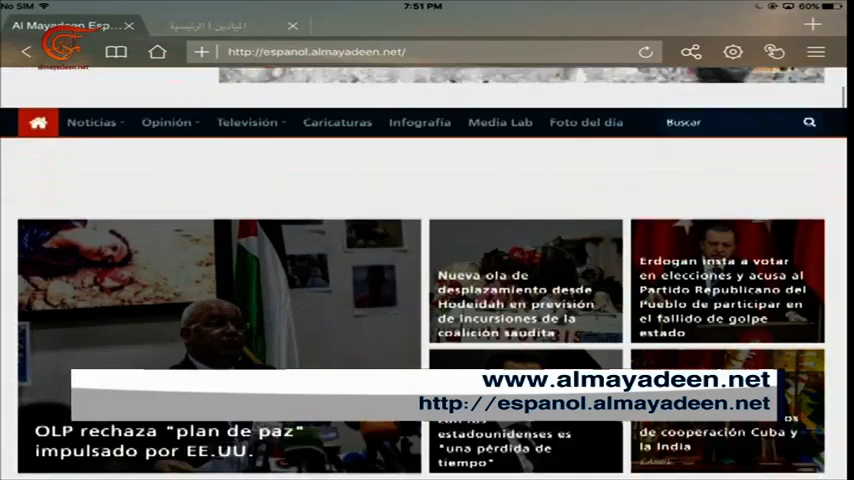 No SIM
7:51 PM
60%
Al Mayadeen Esp...
الميادين | الرئيسية
http://espanol.almayadeen.net/
almayadeen.net
Noticias
Opinión
Televisión
Caricaturas
Infografía
Media Lab
Foto del día
Buscar
OLP rechaza "plan de paz"
impulsado por EE.UU.
Nueva ola de
desplazamiento desde
Hodeidah en previsión
de incursiones de la
coalición saudita
Erdogan insta a votar
en elecciones y acusa al
Partido Republicano del
Pueblo de participar en
el fallido de golpe
estado
estadounidenses es
"una pérdida de
tiempo"
de cooperación Cuba y
la India
www.almayadeen.net
http://espanol.almayadeen.net